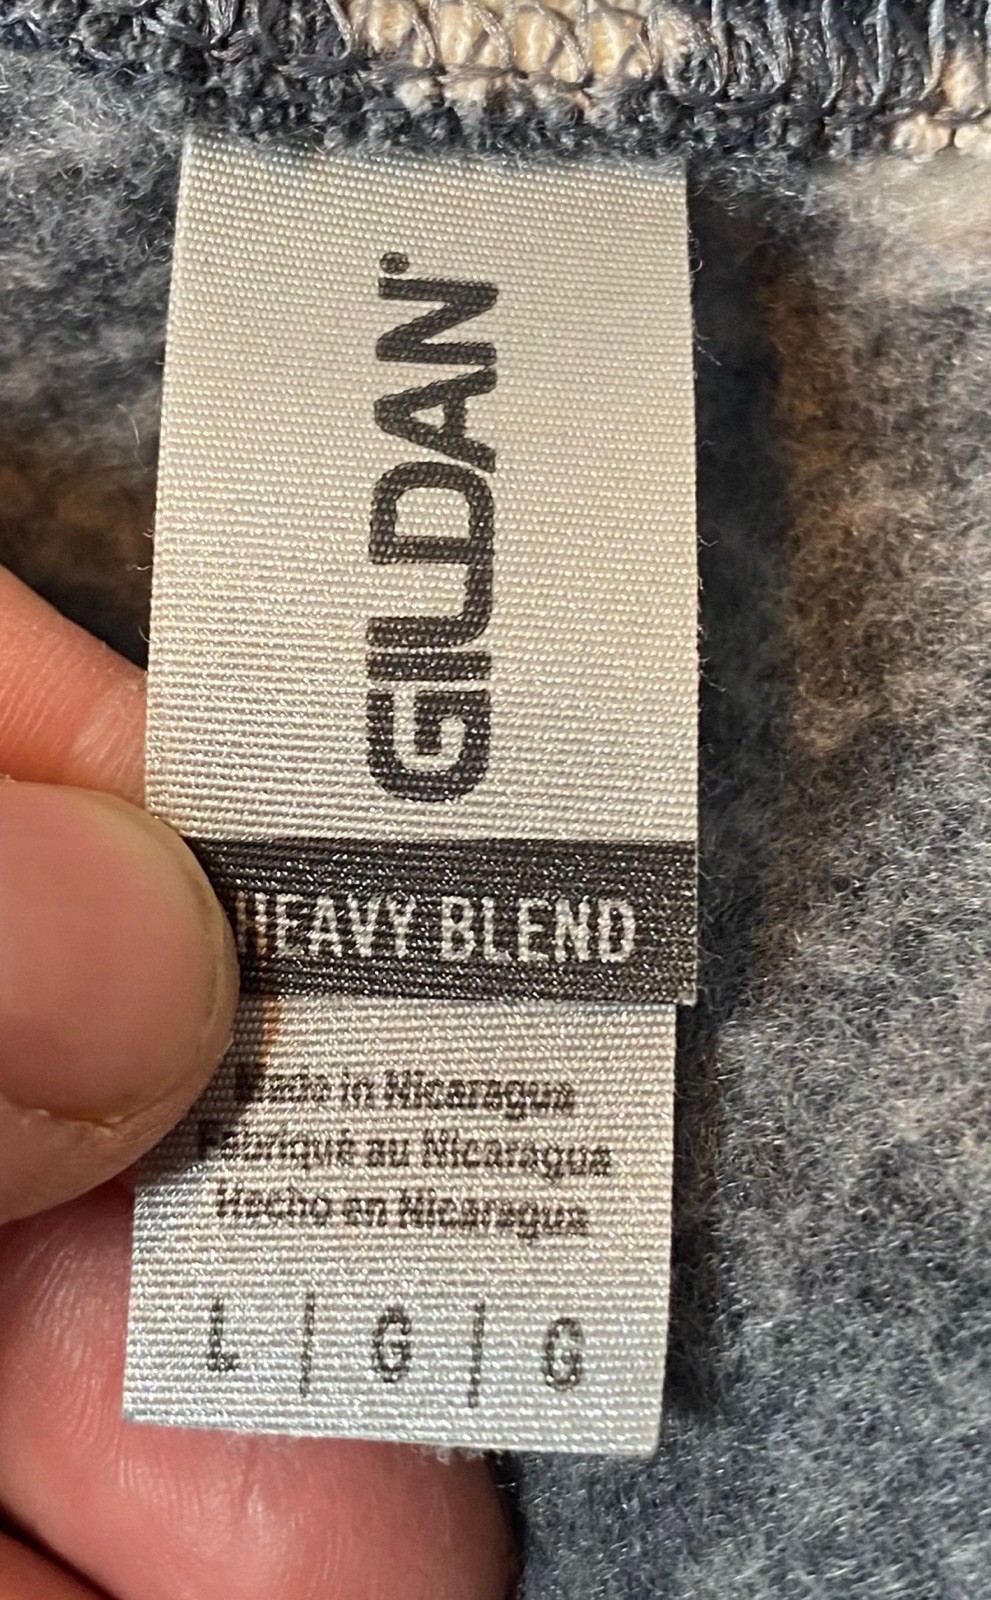 GILDAN®
HEAVY BLEND
Made in Nicaragua
Fabriqué au Nicaragua
Hecho en Nicaragua
L | G | G